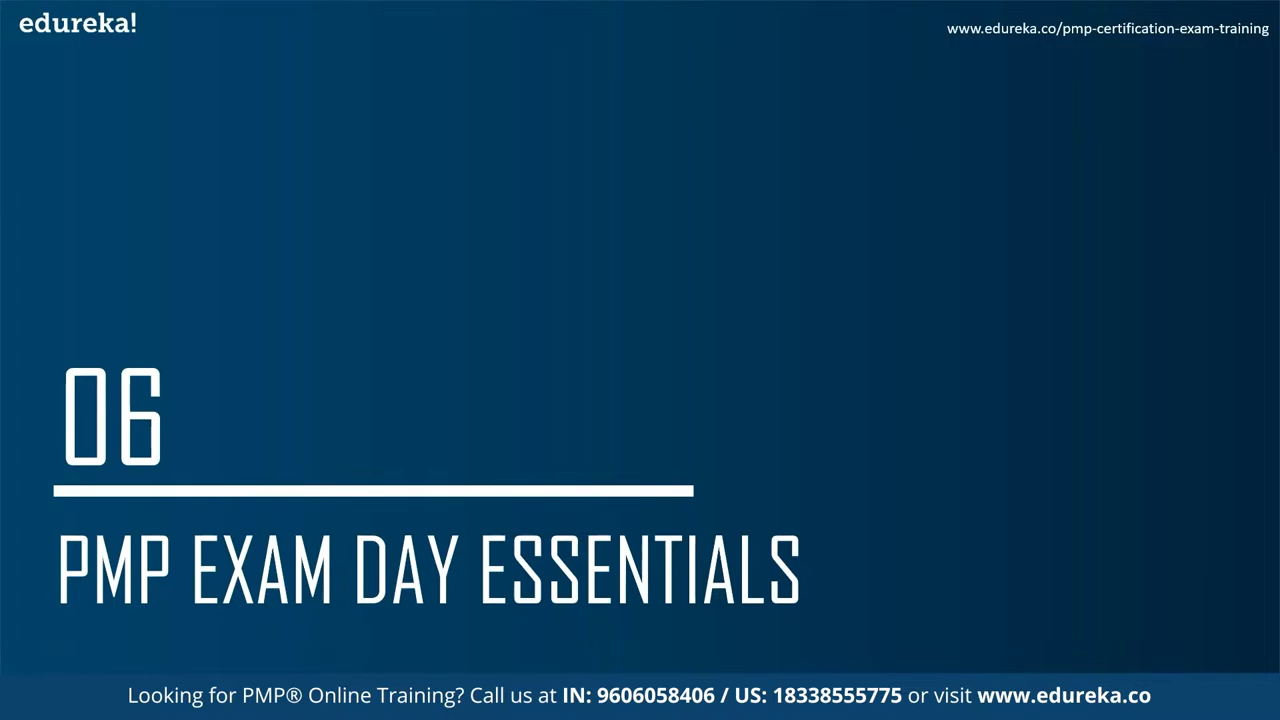 edureka!
www.edureka.co/pmp-certification-exam-training
06
PMP EXAM DAY ESSENTIALS
Looking for PMP® Online Training? Call us at IN: 9606058406 / US: 18338555775 or visit www.edureka.co